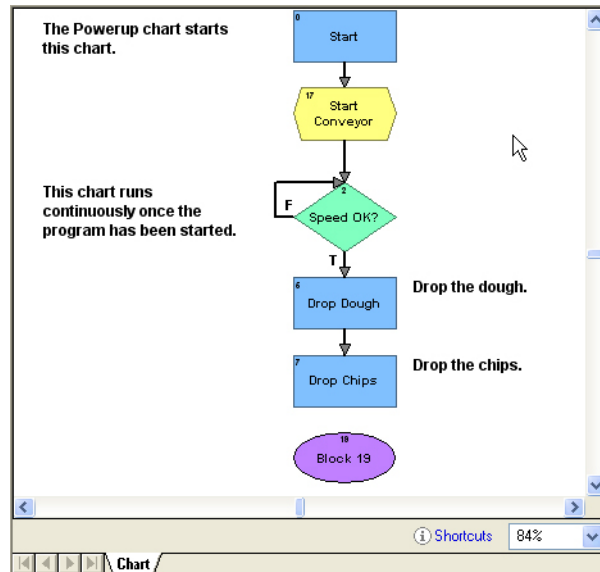 The Powerup chart starts
this chart.
0
Start
17
Start
Conveyor
This chart runs
continuously once the
program has been started.
2
F
Speed OK?
T
6
Drop Dough
Drop the dough.
7
Drop Chips
Drop the chips.
19
Block 19
Shortcuts
84%
Chart